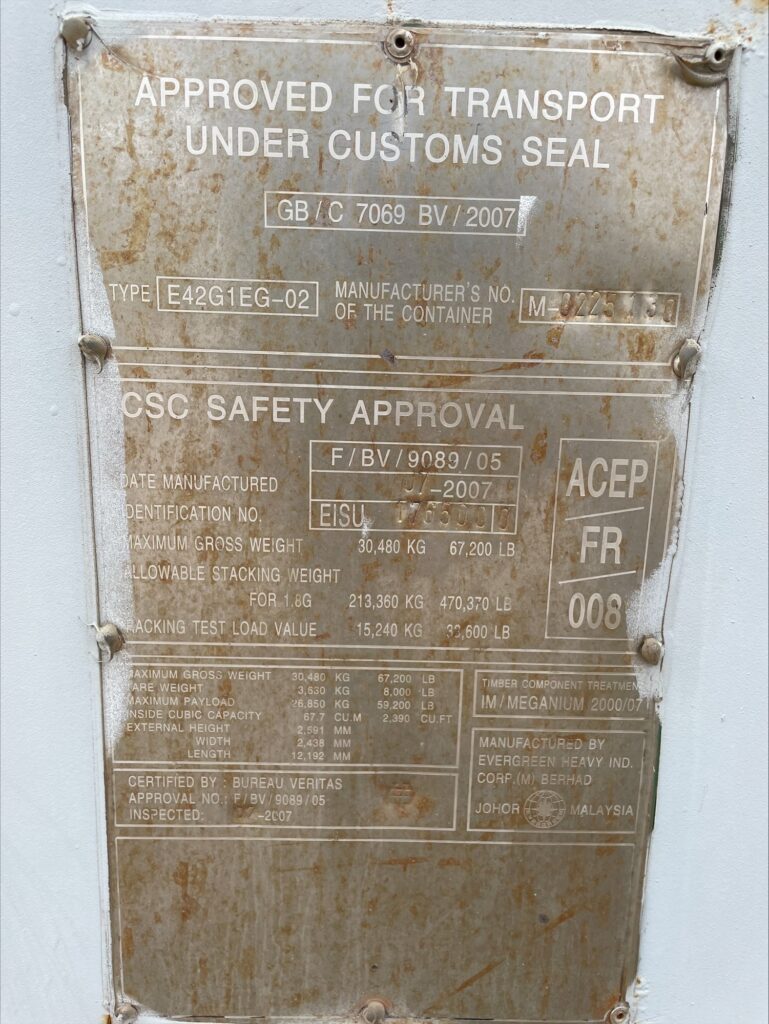 APPROVED FOR TRANSPORT
UNDER CUSTOMS SEAL
GB/C 7069 BV/2007
TYPE E42G1EG-02 MANUFACTURER'S NO.
OF THE CONTAINER
CSC SAFETY APPROVAL
F/BV/9089/05
DATE MANUFACTURED 07-2007
IDENTIFICATION NO. EISU
MAXIMUM GROSS WEIGHT 30,480 KG 67,200 LB
ALLOWABLE STACKING WEIGHT
FOR 1.8G 213,360 KG 470,370 LB
RACKING TEST LOAD VALUE 15,240 KG 33,600 LB
ACEP
/
FR
/
008
MAXIMUM GROSS WEIGHT 30,480 KG 67,200 LB
TARE WEIGHT 3,630 KG 8,000 LB
MAXIMUM PAYLOAD 26,850 KG 59,200 LB
INSIDE CUBIC CAPACITY 67.7 CU.M 2,390 CU.FT
EXTERNAL HEIGHT 2,591 MM
WIDTH 2,438 MM
LENGTH 12,192 MM
TIMBER COMPONENT TREATMENT
IM/MEGANIUM 2000/07
CERTIFIED BY : BUREAU VERITAS
APPROVAL NO.: F/BV/9089/05
INSPECTED: 07-2007
MANUFACTURED BY
EVERGREEN HEAVY IND.
CORP.(M) BERHAD
JOHOR MALAYSIA